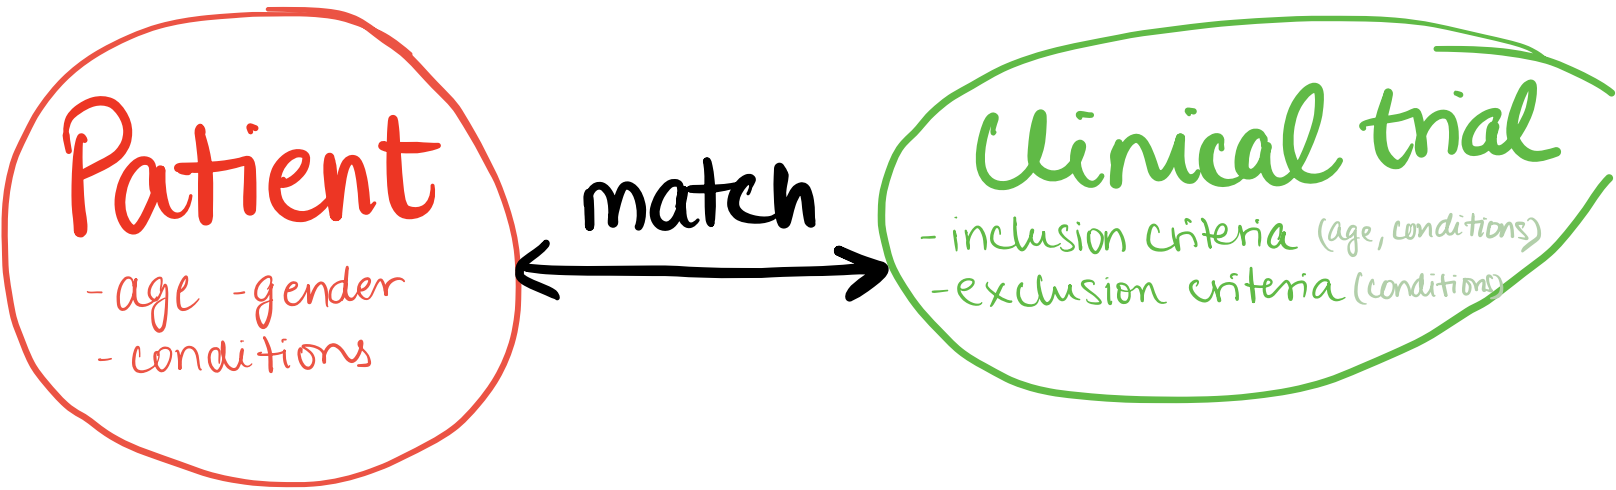 Patient
- age - gender
- conditions
match
Clinical trial
- inclusion criteria (age, conditions)
- exclusion criteria (conditions)